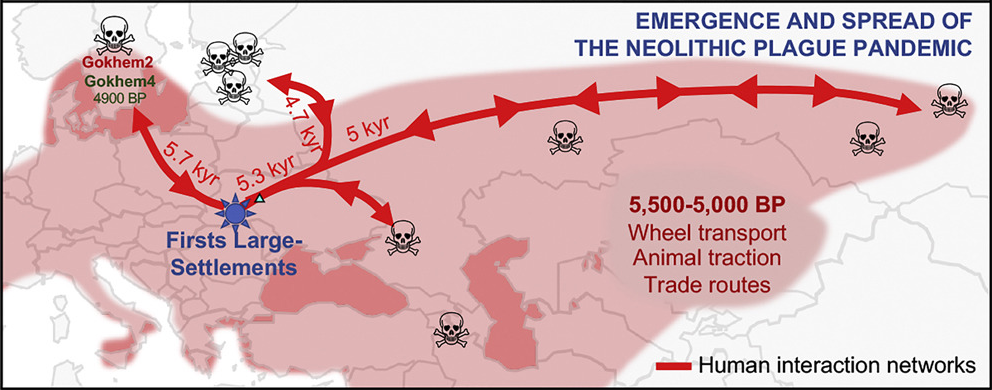 EMERGENCE AND SPREAD OF
THE NEOLITHIC PLAGUE PANDEMIC
Gokhem2
Gokhem4
4900 BP
4.7 kyr
5 kyr
5.7 kyr
5.3 kyr
Firsts Large-
Settlements
5,500-5,000 BP
Wheel transport
Animal traction
Trade routes
Human interaction networks